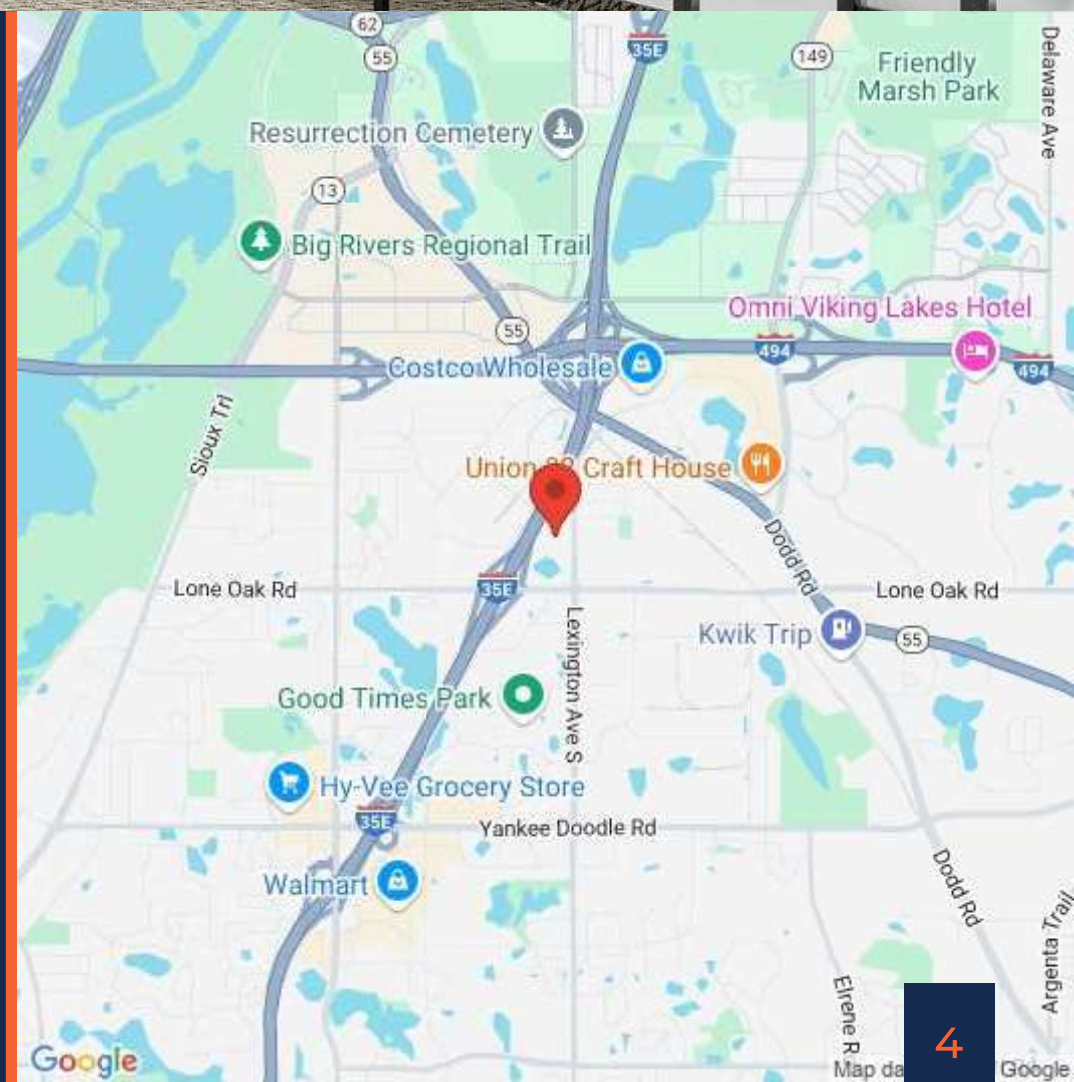 62
55
35E
149
Friendly
Marsh Park
Delaware Ave
Resurrection Cemetery
13
Big Rivers Regional Trail
Omni Viking Lakes Hotel
55
494
Costco Wholesale
494
Sioux Trl
Union Craft House
Dodd Rd
Lone Oak Rd
35E
Lone Oak Rd
Lexington Ave S
Kwik Trip
55
Good Times Park
Hy-Vee Grocery Store
35E
Yankee Doodle Rd
Walmart
Dodd Rd
Argenta Trail
Elrene R
4
Google
Map da
Google